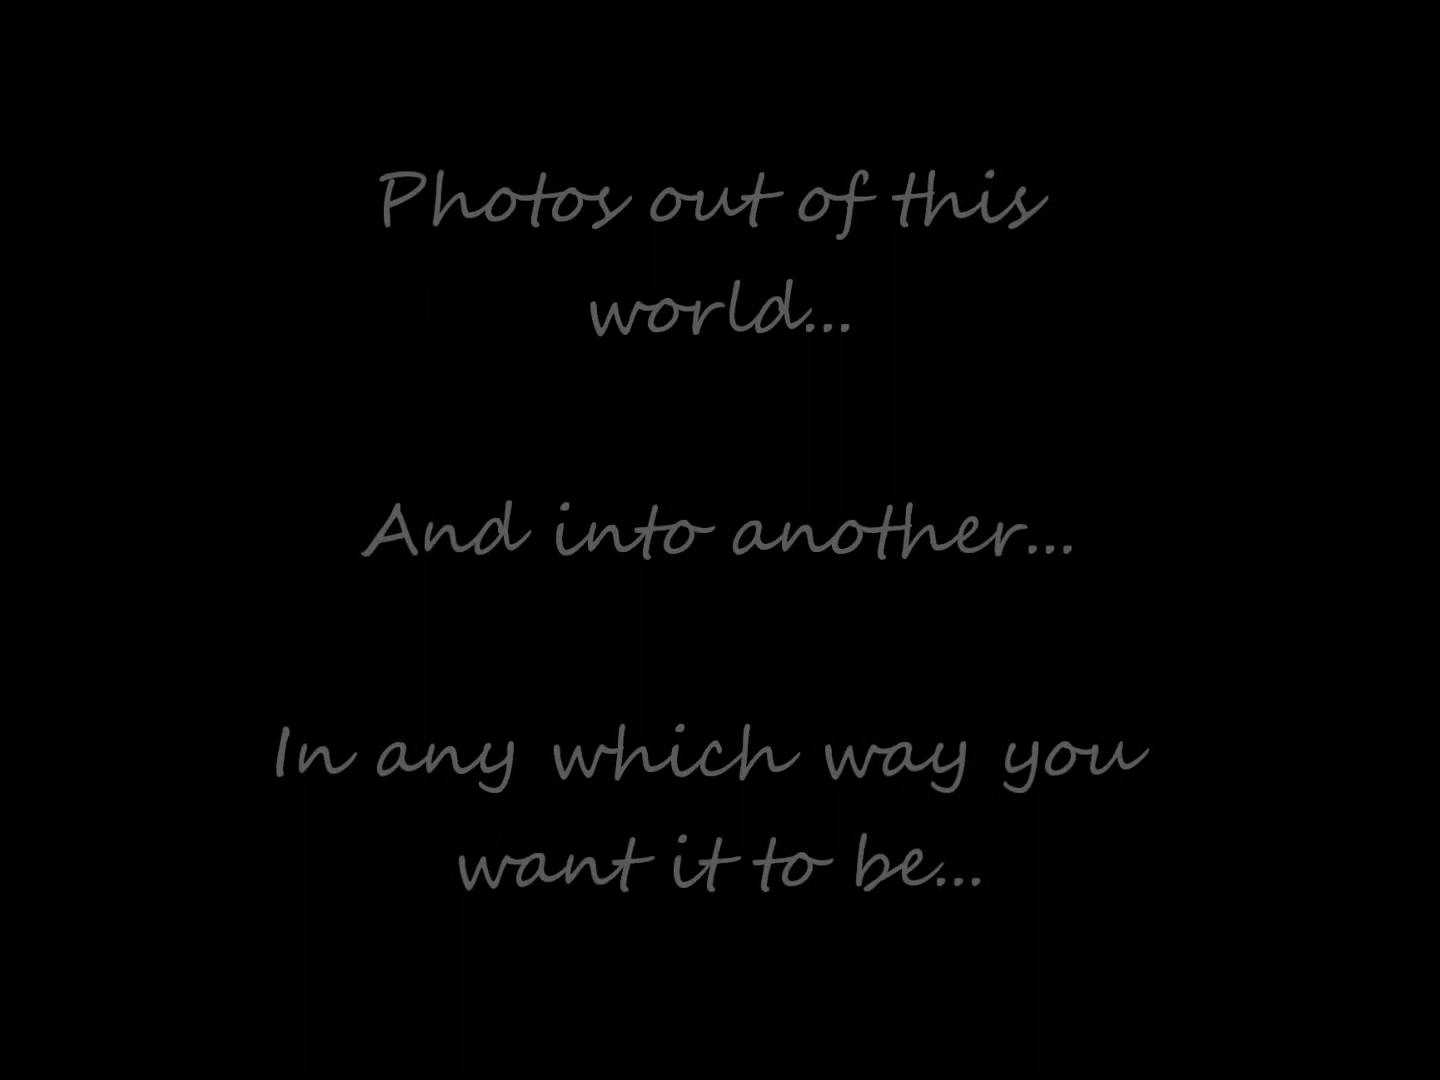 Photos out of this
world...
And into another...
In any which way you
want it to be...